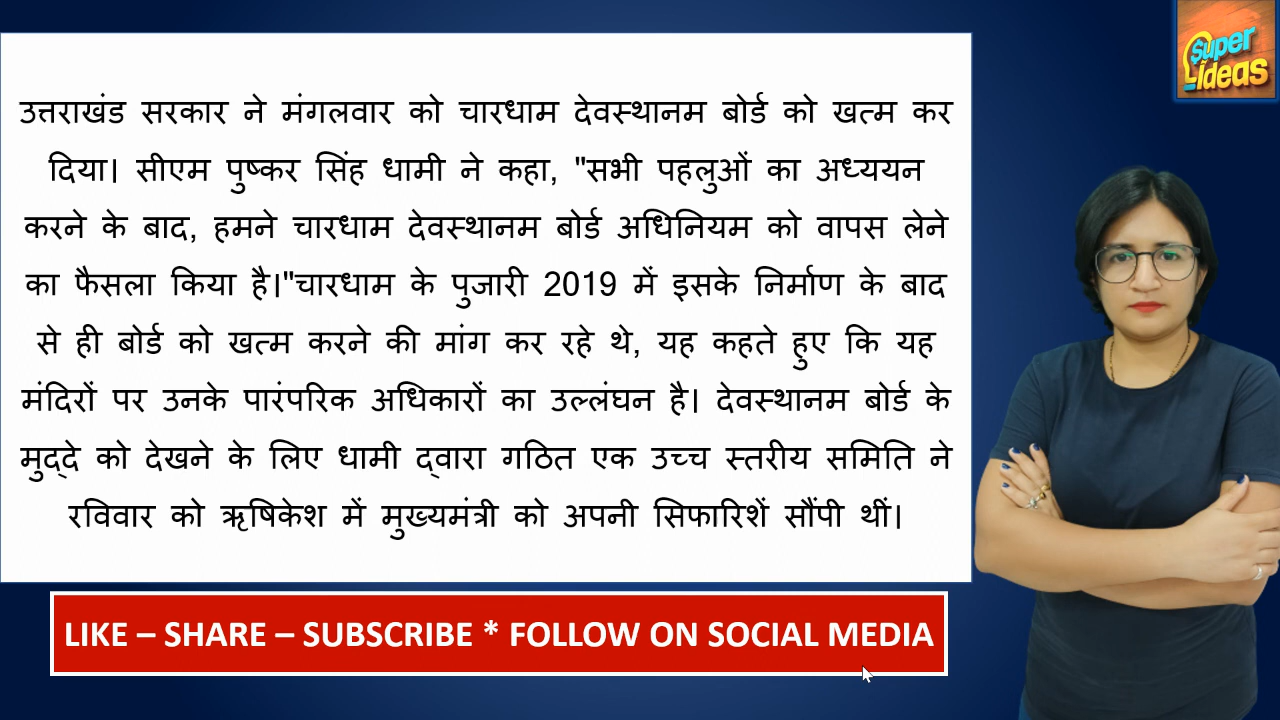 Super
Ideas
उत्तराखंड सरकार ने मंगलवार को चारधाम देवस्थानम बोर्ड को खत्म कर
दिया। सीएम पुष्कर सिंह धामी ने कहा, "सभी पहलुओं का अध्ययन
करने के बाद, हमने चारधाम देवस्थानम बोर्ड अधिनियम को वापस लेने
का फैसला किया है।"चारधाम के पुजारी 2019 में इसके निर्माण के बाद
से ही बोर्ड को खत्म करने की मांग कर रहे थे, यह कहते हुए कि यह
मंदिरों पर उनके पारंपरिक अधिकारों का उल्लंघन है। देवस्थानम बोर्ड के
मुद्दे को देखने के लिए धामी द्वारा गठित एक उच्च स्तरीय समिति ने
रविवार को ऋषिकेश में मुख्यमंत्री को अपनी सिफारिशें सौंपी थीं।
LIKE – SHARE – SUBSCRIBE * FOLLOW ON SOCIAL MEDIA